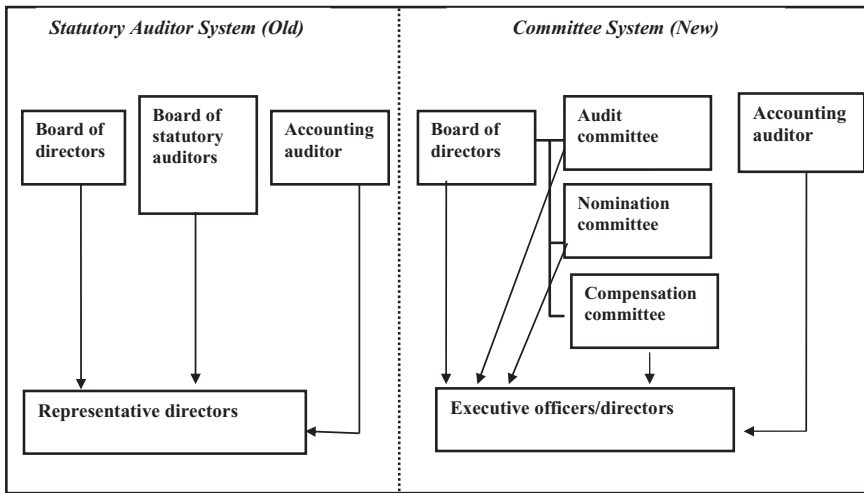 Statutory Auditor System (Old)
Board of
directors
Board of
statutory
auditors
Accounting
auditor
Representative directors
Committee System (New)
Board of
directors
Audit
committee
Accounting
auditor
Nomination
committee
Compensation
committee
Executive officers/directors